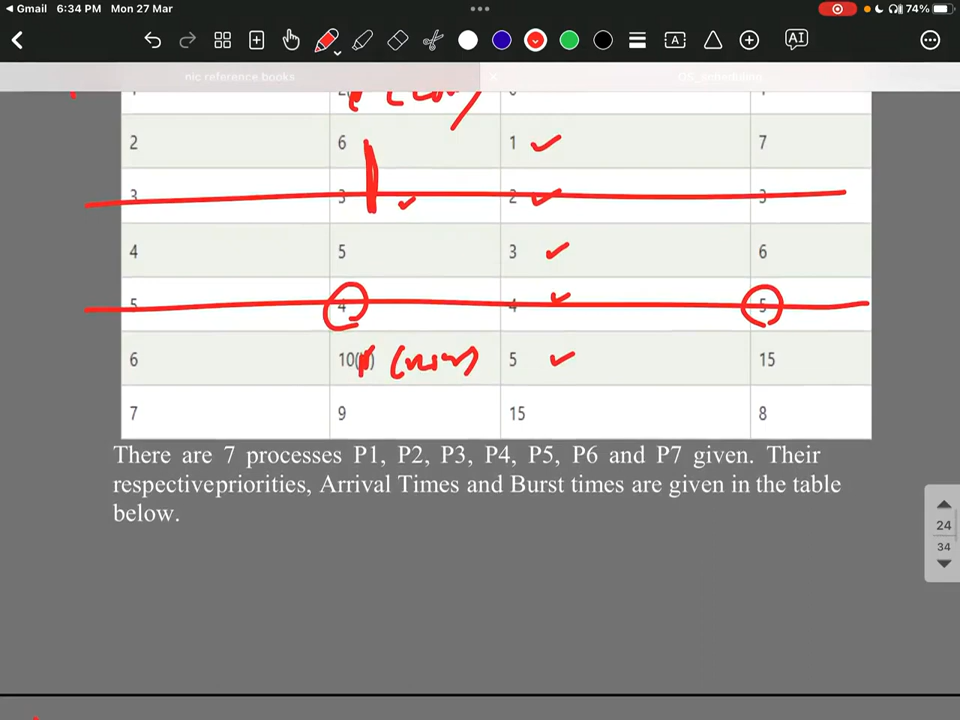 Gmail 6:34 PM Mon 27 Mar 74%
A AI
nic reference books OS_scheduling
2 6 1 7
3 3 2 3
4 5 3 6
5 4 4 5
6 10( 5 15
7 9 15 8
There are 7 processes P1, P2, P3, P4, P5, P6 and P7 given. Their
respectivepriorities, Arrival Times and Burst times are given in the table
below.
24
34